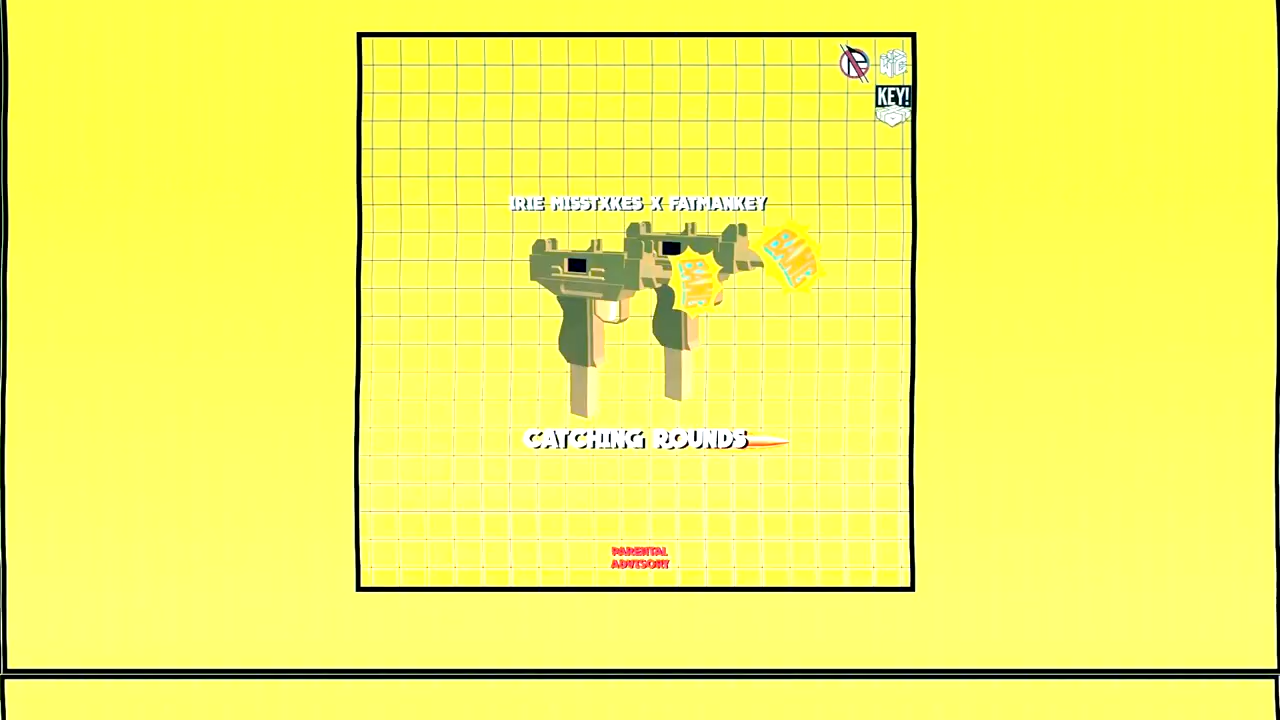 KEY!
IRIE MISSTXKES X FATMANKEY
BANG
BANG
CATCHING ROUNDS
PARENTAL
ADVISORY